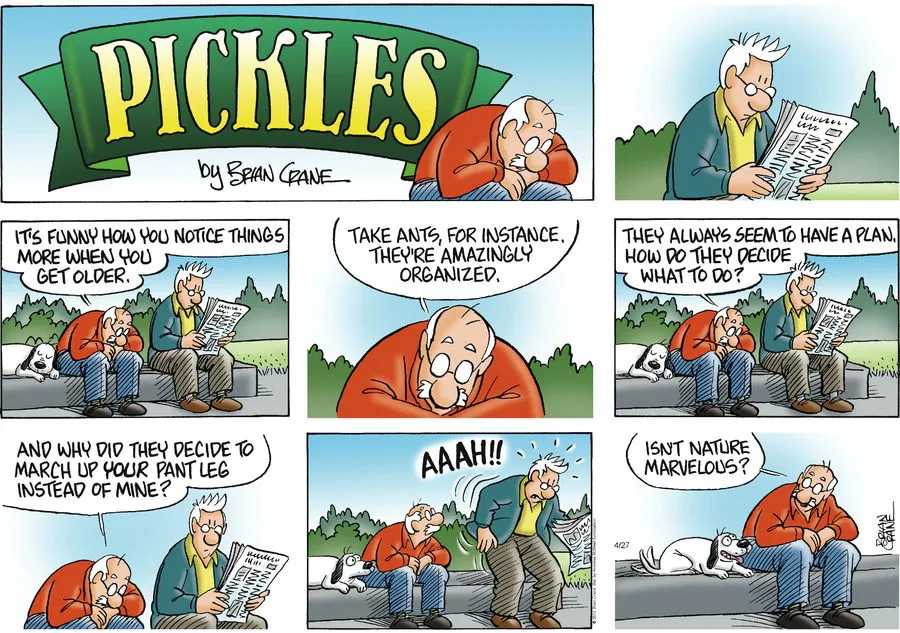 PICKLES
by BRIAN CRANE
IT'S FUNNY HOW YOU NOTICE THINGS
MORE WHEN YOU
GET OLDER.
TAKE ANTS, FOR INSTANCE.
THEY'RE AMAZINGLY
ORGANIZED.
THEY ALWAYS SEEM TO HAVE A PLAN.
HOW DO THEY DECIDE
WHAT TO DO?
AND WHY DID THEY DECIDE TO
MARCH UP YOUR PANT LEG
INSTEAD OF MINE?
AAAH!!
ISN'T NATURE
MARVELOUS?
4/27
BRIAN
CRANE